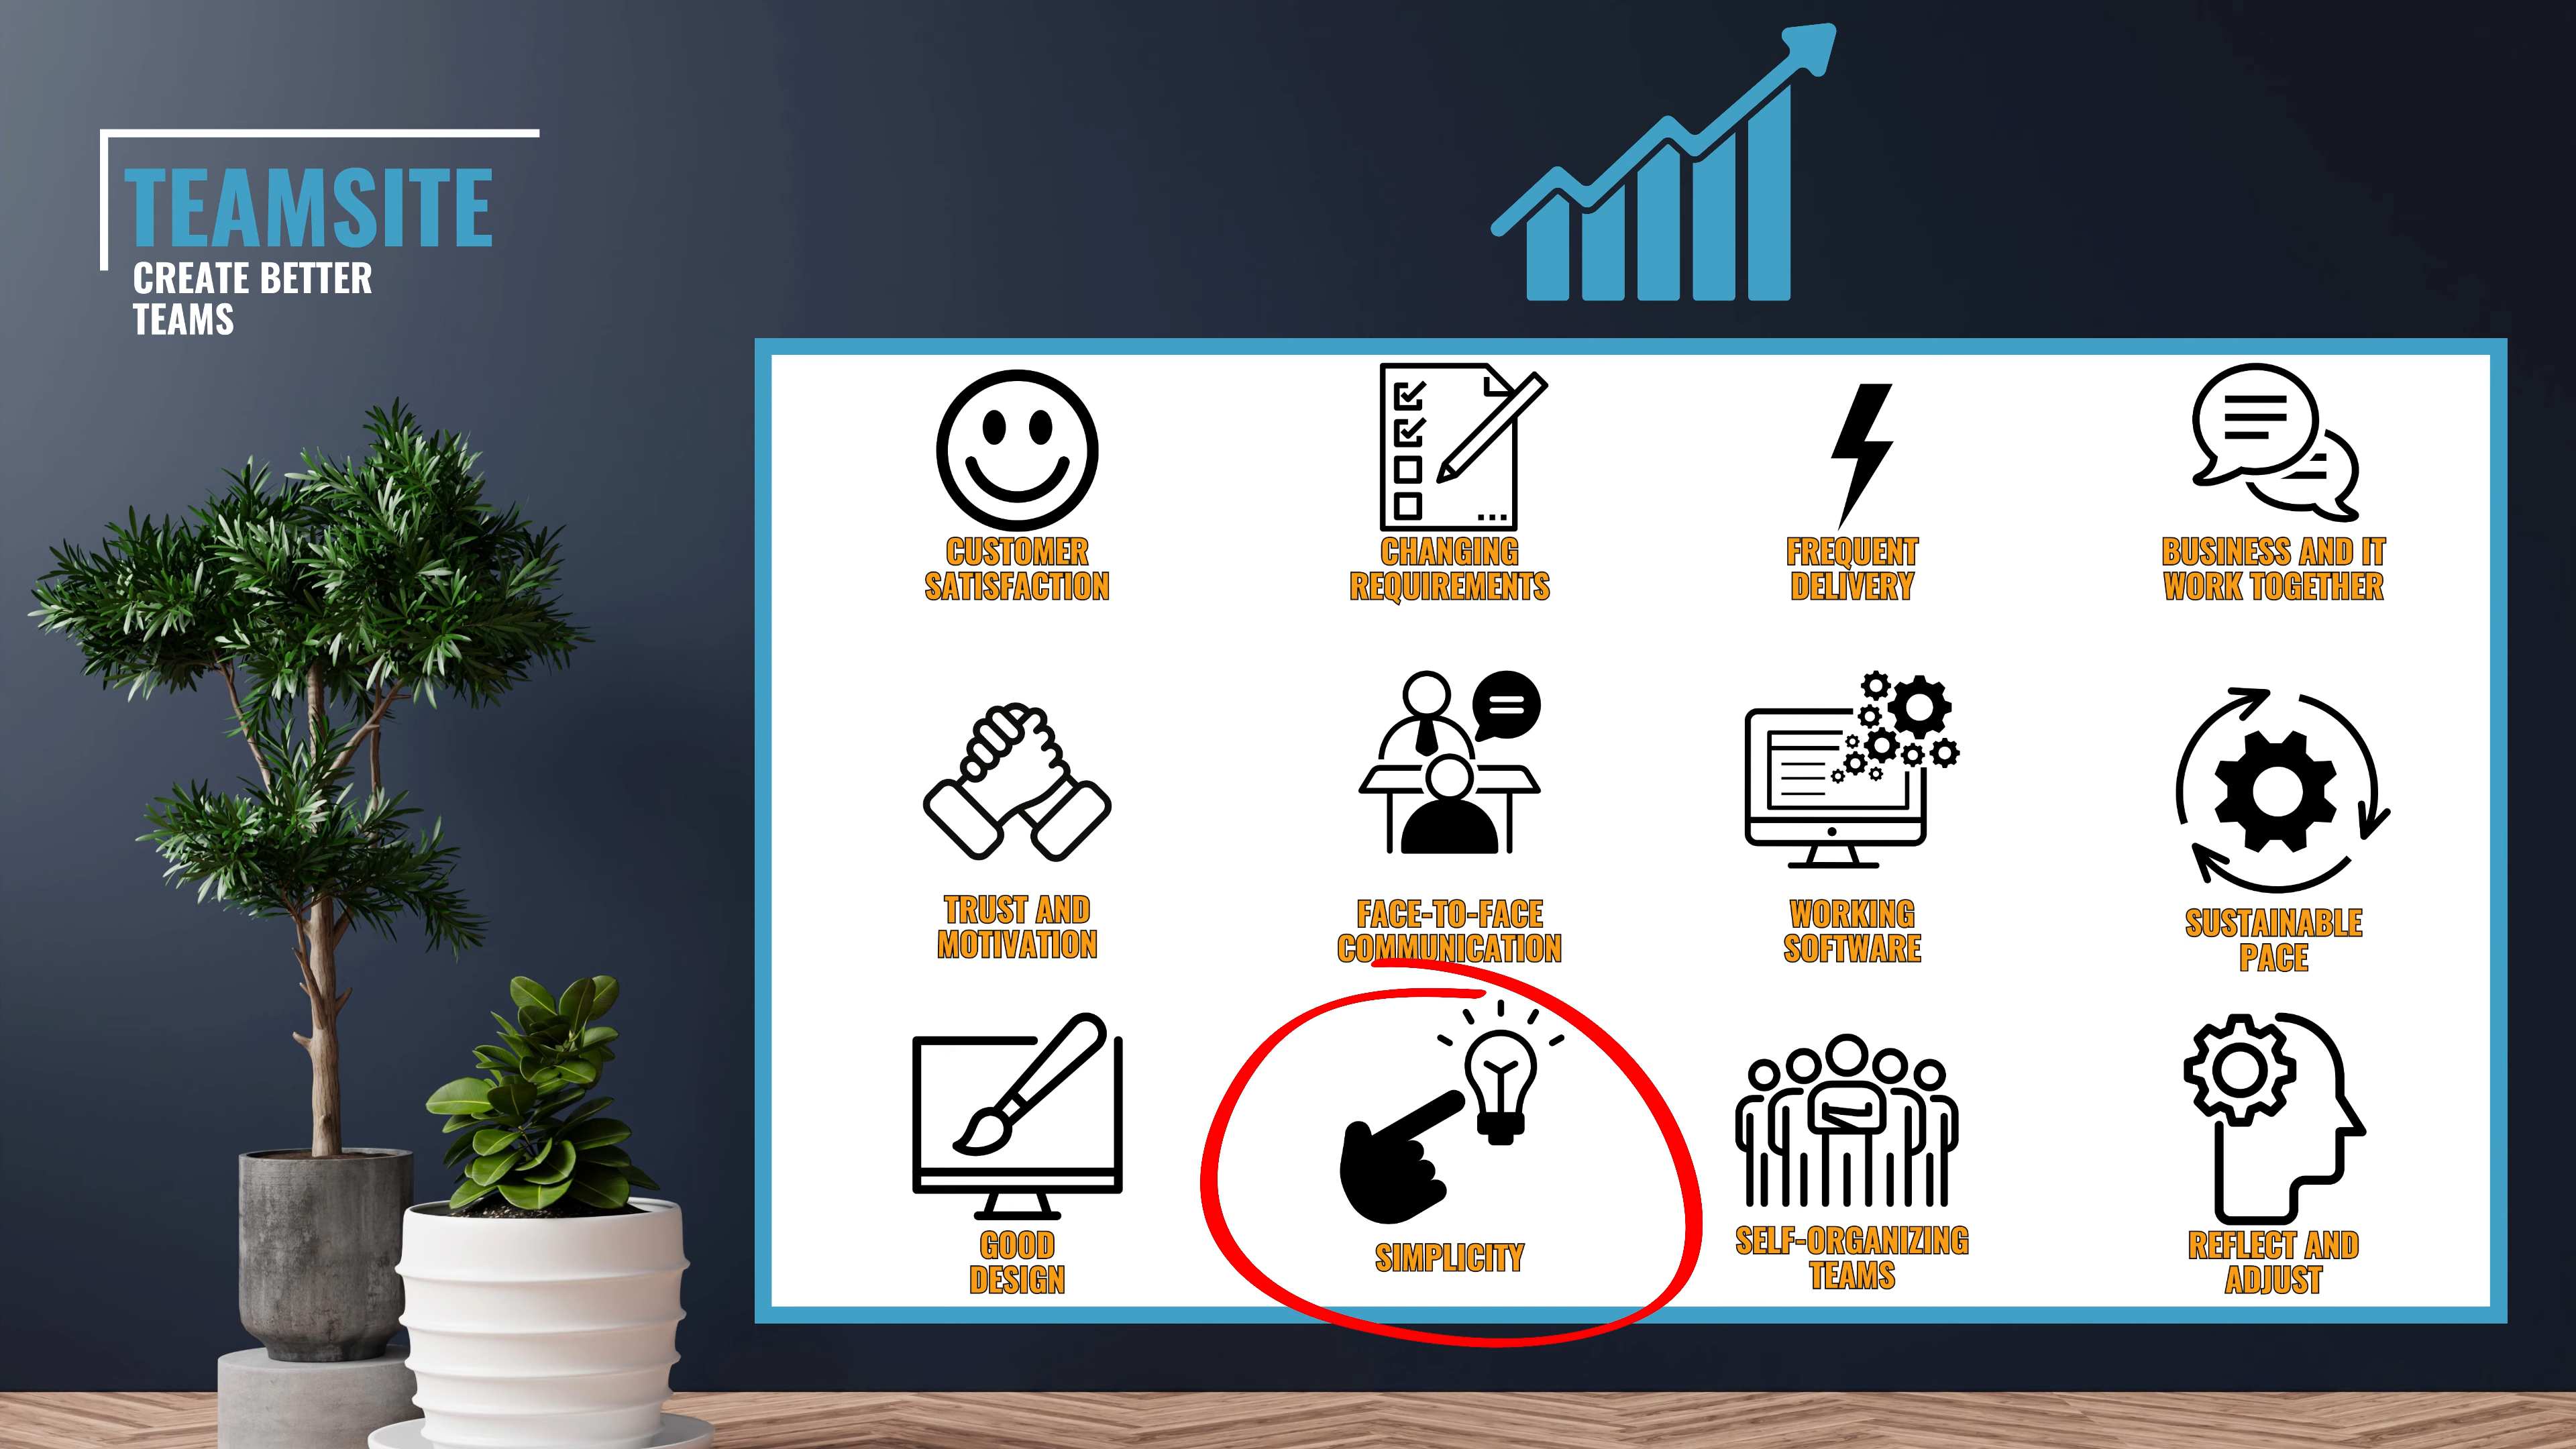 TEAMSITE
CREATE BETTER
TEAMS
CUSTOMER
SATISFACTION
CHANGING
REQUIREMENTS
FREQUENT
DELIVERY
BUSINESS AND IT
WORK TOGETHER
TRUST AND
MOTIVATION
FACE-TO-FACE
COMMUNICATION
WORKING
SOFTWARE
SUSTAINABLE
PACE
GOOD
DESIGN
SIMPLICITY
SELF-ORGANIZING
TEAMS
REFLECT AND
ADJUST